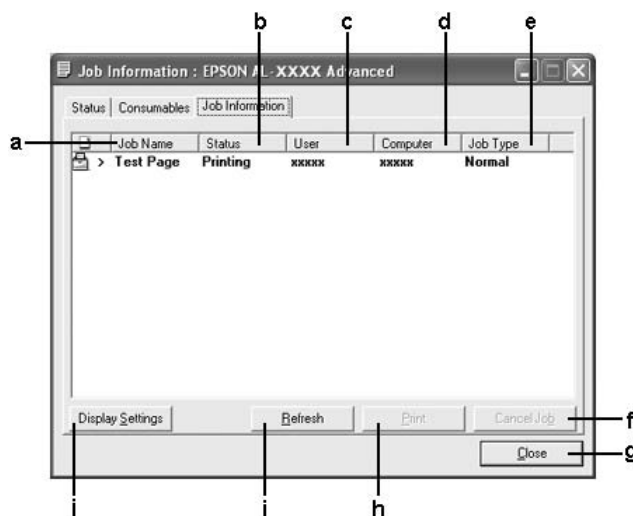 b c d e
Job Information : EPSON AL-XXXX Advanced
Status Consumables Job Information
a Job Name Status User Computer Job Type
> Test Page Printing xxxxx xxxxx Normal
Display Settings Refresh Print Cancel Job f
Close g
j i h